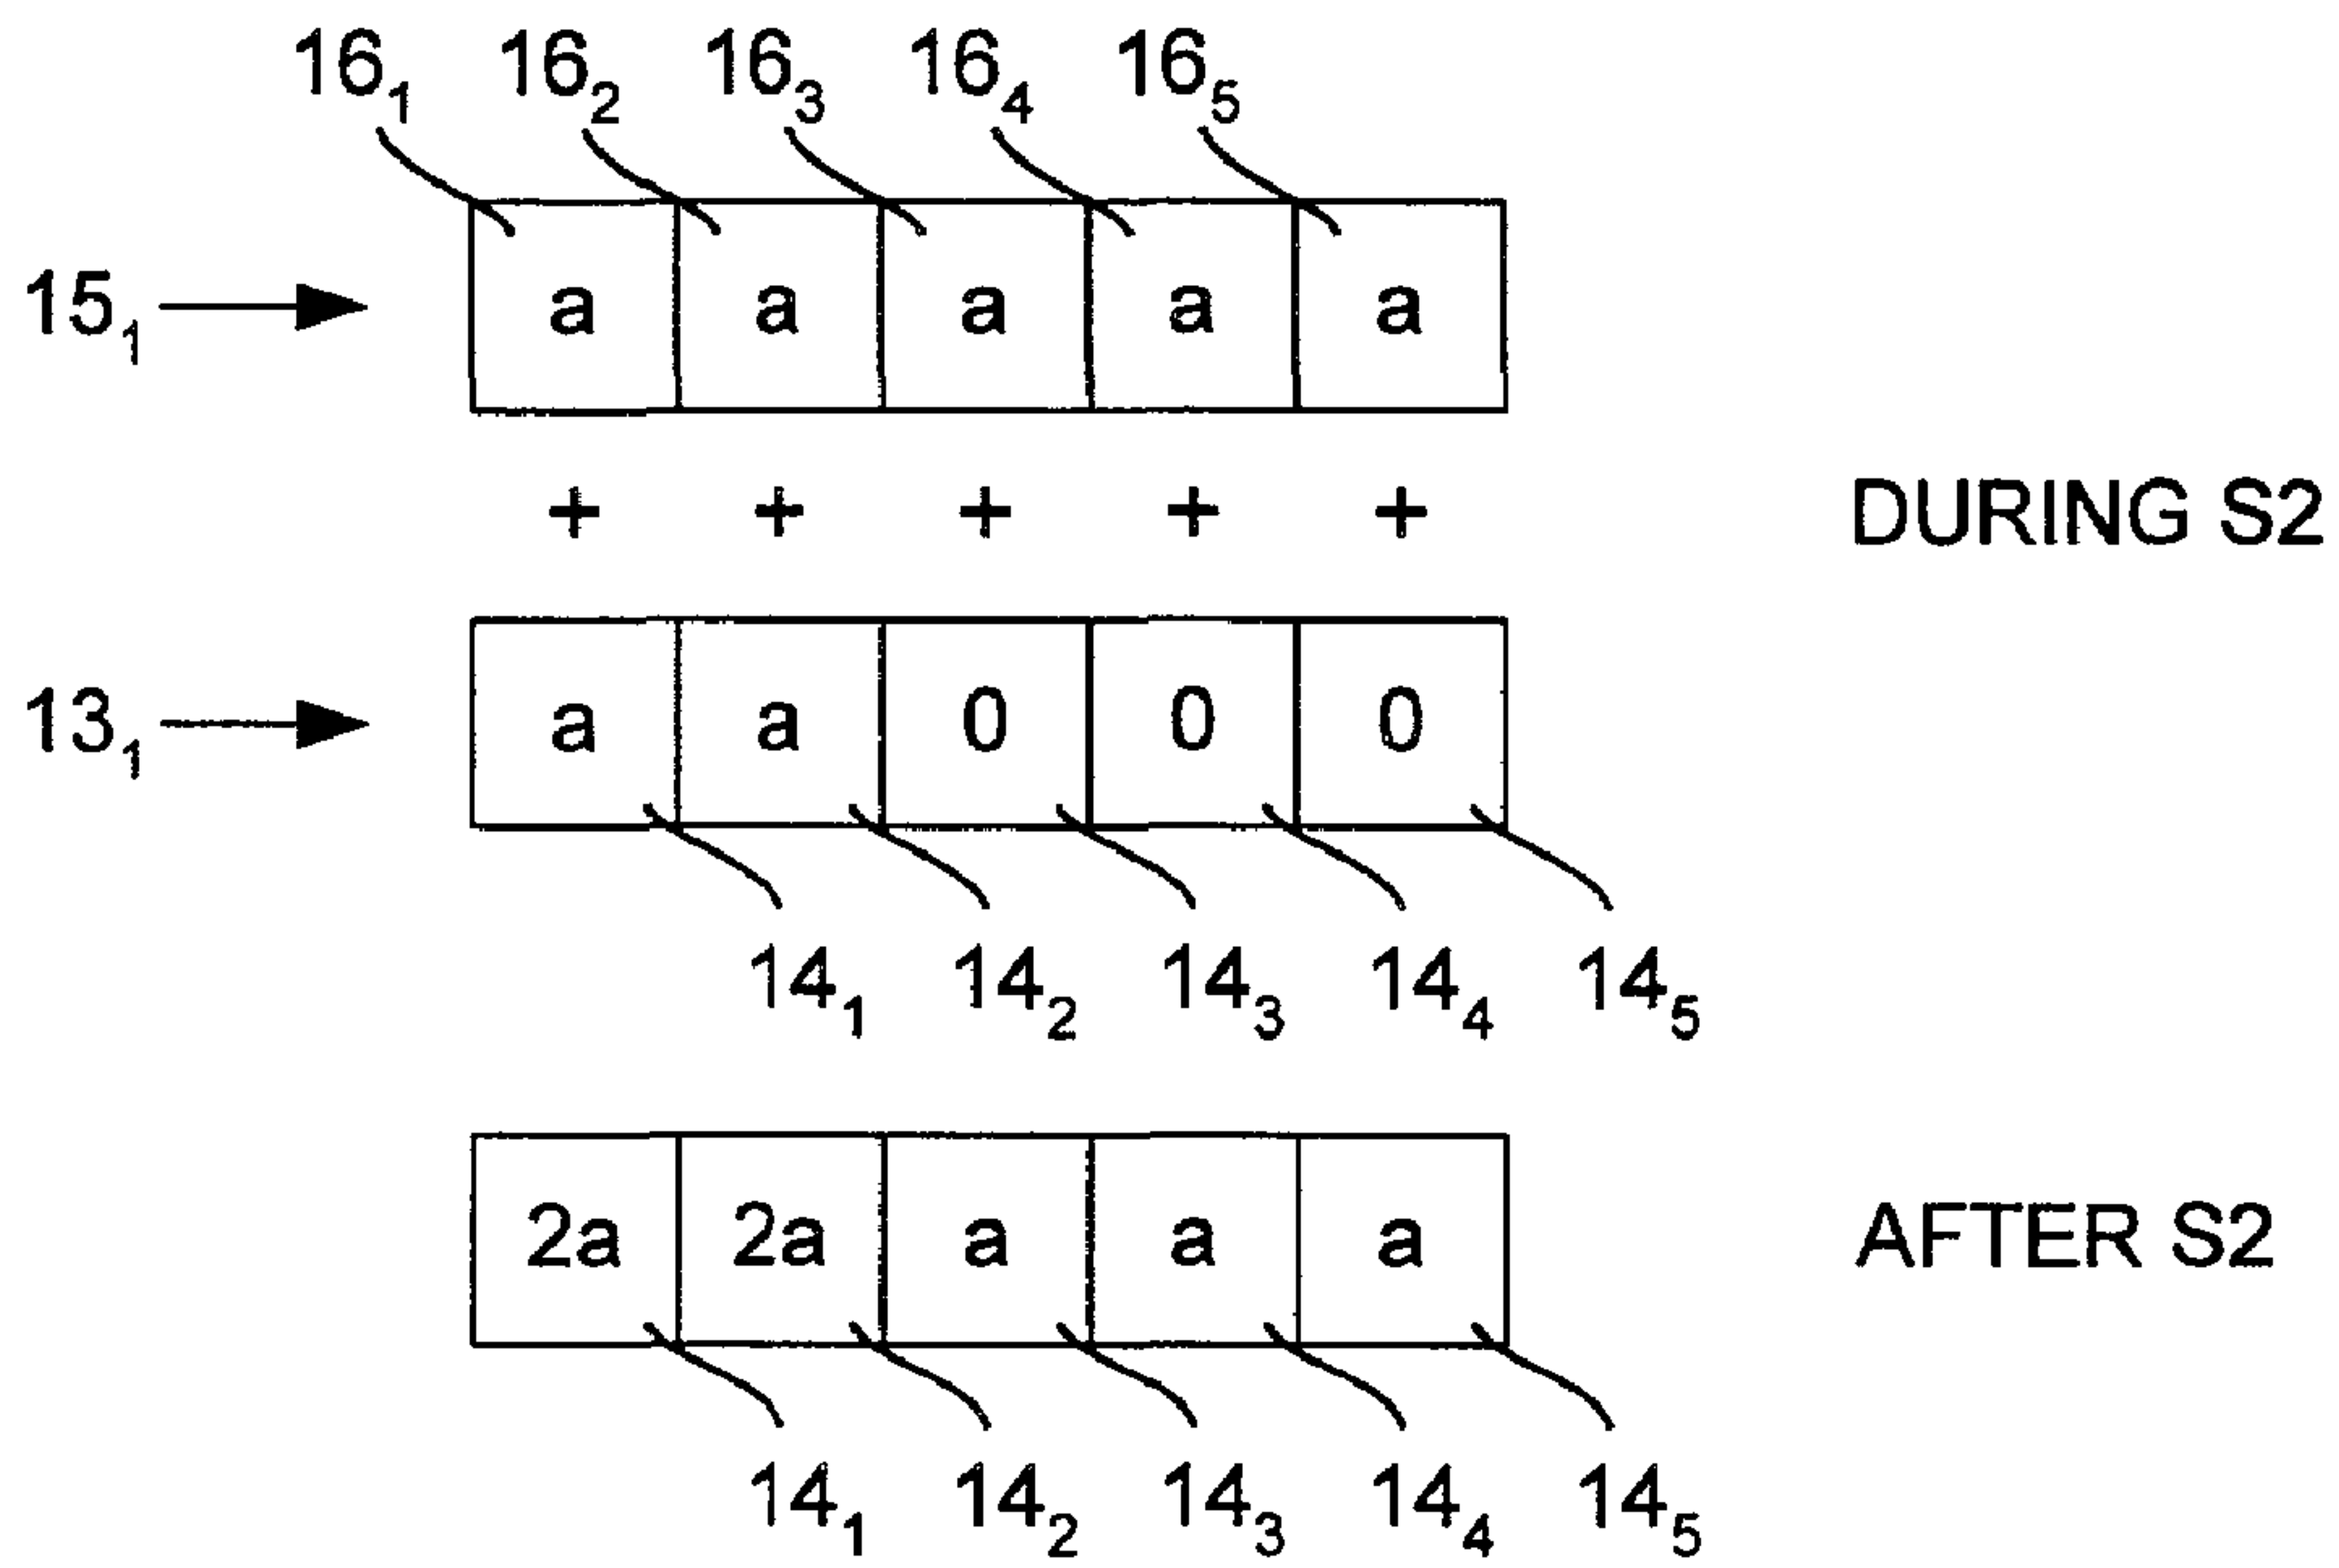 16₁ 16₂ 16₃ 16₄ 16₅
15₁ a a a a a
+ + + + + DURING S2
13₁ a a 0 0 0
14₁ 14₂ 14₃ 14₄ 14₅
2a 2a a a a AFTER S2
14₁ 14₂ 14₃ 14₄ 14₅